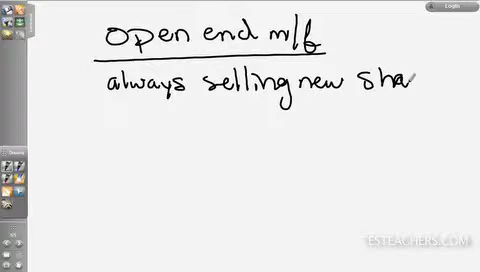 Login
open end m/f
always selling new sha
ESTEACHERS.COM